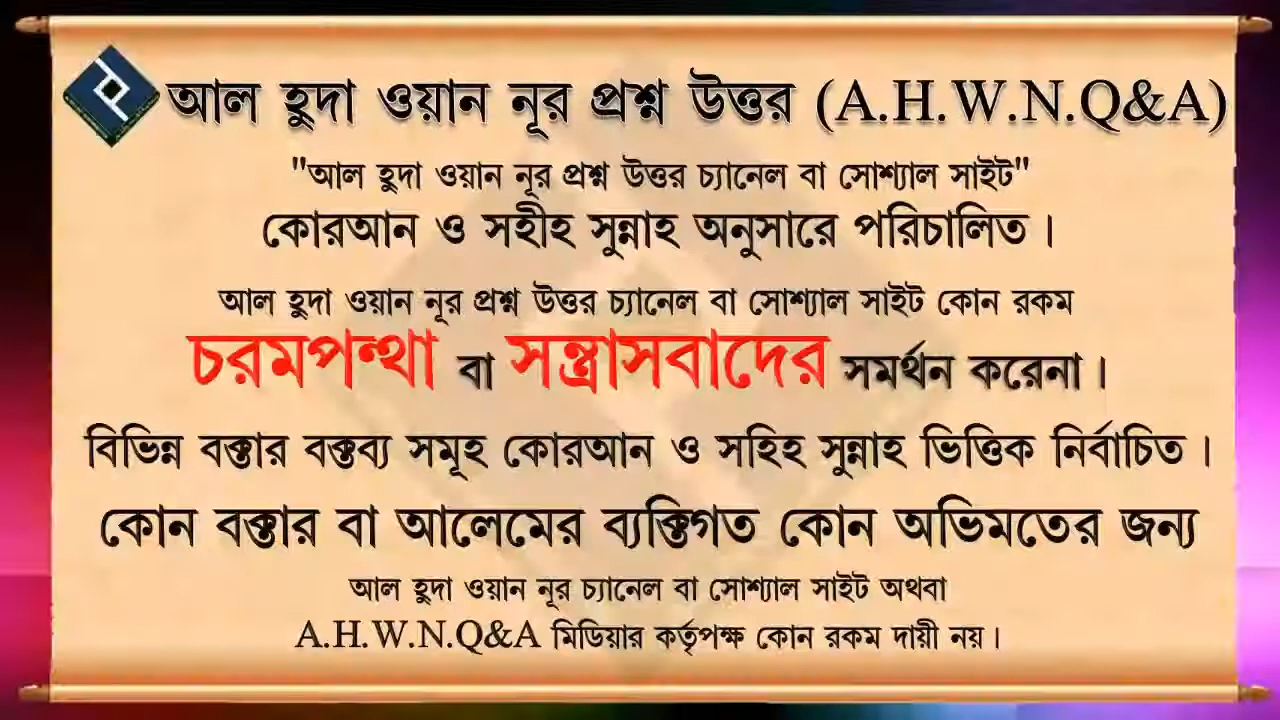 আল হুদা ওয়ান নূর প্রশ্ন উত্তর (A.H.W.N.Q&A)
"আল হুদা ওয়ান নূর প্রশ্ন উত্তর চ্যানেল বা সোশ্যাল সাইট"
কোরআন ও সহীহ সুন্নাহ অনুসারে পরিচালিত।
আল হুদা ওয়ান নূর প্রশ্ন উত্তর চ্যানেল বা সোশ্যাল সাইট কোন রকম
চরমপন্থা বা সন্ত্রাসবাদের সমর্থন করেনা।
বিভিন্ন বক্তার বক্তব্য সমূহ কোরআন ও সহিহ সুন্নাহ ভিত্তিক নির্বাচিত।
কোন বক্তার বা আলেমের ব্যক্তিগত কোন অভিমতের জন্য
আল হুদা ওয়ান নূর চ্যানেল বা সোশ্যাল সাইট অথবা
A.H.W.N.Q&A মিডিয়ার কর্তৃপক্ষ কোন রকম দায়ী নয়।